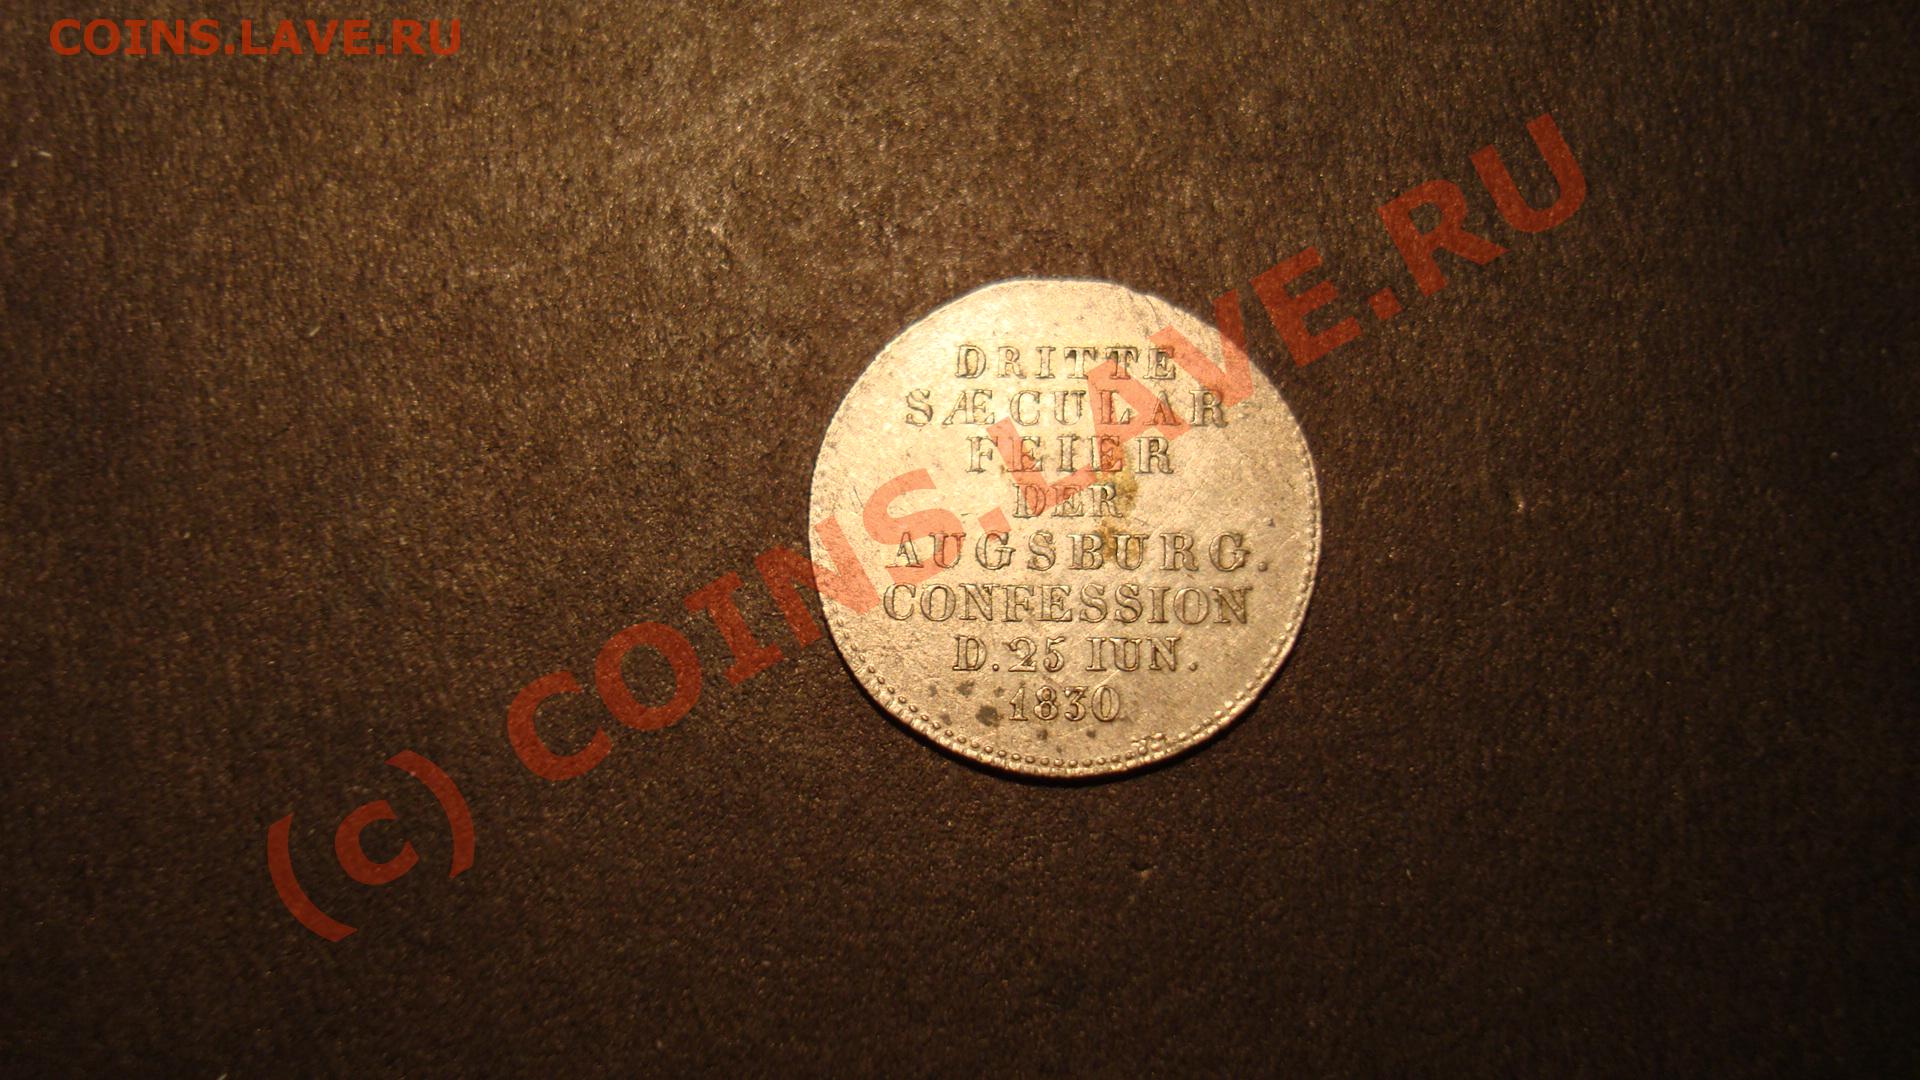 COINS.LAVE.RU
DRITTE
SÆCULAR
FEIER
DER
AUGSBURG.
CONFESSION
D. 25 IUN.
1830
(c) COINS.LAVE.RU